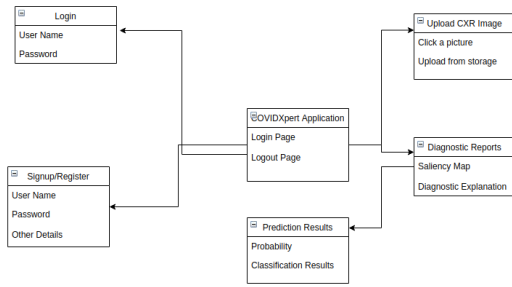 Login
User Name
Password
Upload CXR Image
Click a picture
Upload from storage
COVIDXpert Application
Login Page
Logout Page
Diagnostic Reports
Saliency Map
Diagnostic Explanation
Signup/Register
User Name
Password
Other Details
Prediction Results
Probability
Classification Results